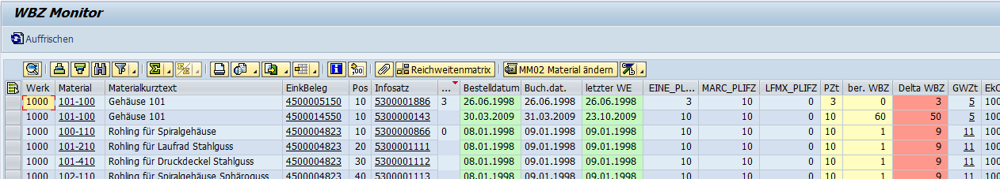 WBZ Monitor
Auffrischen
Reichweitenmatrix MM02 Material ändern
Werk Material Materialkurztext EinkBeleg Pos Infosatz ... Bestelldatum Buch.dat. letzter WE EINE_PL... MARC_PLIFZ LFMX_PLIFZ PZt ber. WBZ Delta WBZ GWZt EkO
1000 101-100 Gehäuse 101 4500005150 10 5300001886 3 26.06.1998 26.06.1998 26.06.1998 3 10 0 3 0 3 5 100
1000 101-100 Gehäuse 101 4500014550 10 5300000143 30.03.2009 31.03.2009 23.10.2009 10 10 0 10 60 50 5 100
1000 100-110 Rohling für Spiralgehäuse 4500004823 10 5300000866 0 08.01.1998 09.01.1998 09.01.1998 10 10 0 10 1 9 11 100
1000 101-210 Rohling für Laufrad Stahlguss 4500004823 20 5300001111 08.01.1998 09.01.1998 09.01.1998 10 10 0 10 1 9 11 100
1000 101-410 Rohling für Druckdeckel Stahlguss 4500004823 30 5300001112 08.01.1998 09.01.1998 09.01.1998 10 10 0 10 1 9 11 100
1000 102-110 Rohling für Spiralgehäuse Sphäroguss 4500004823 40 5300001113 08.01.1998 09.01.1998 09.01.1998 10 10 0 10 1 9 11 100